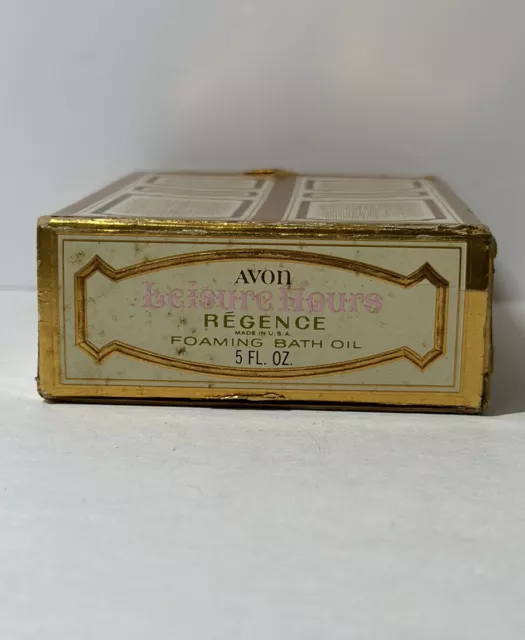 AVON
Leisure Hours
RÉGENCE
MADE IN U.S.A.
FOAMING BATH OIL
5 FL. OZ.